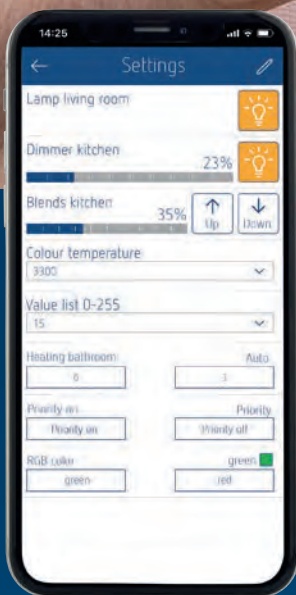 14:25
Settings
Lamp living room
Dimmer kitchen
23%
Blends kitchen
35%
Up
Down
Colour temperature
3300
Value list 0-255
15
Heating bathroom
Auto
Priority on
Priority
Priority on
Priority off
RGB color
green
green
red